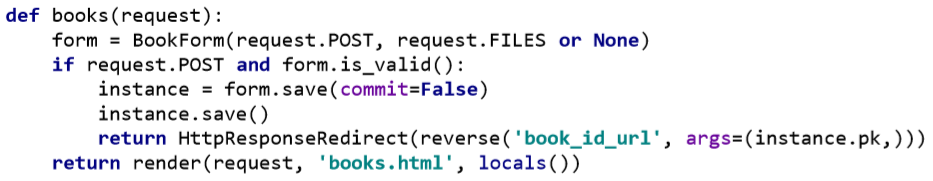 def books(request):
    form = BookForm(request.POST, request.FILES or None)
    if request.POST and form.is_valid():
        instance = form.save(commit=False)
        instance.save()
        return HttpResponseRedirect(reverse('book_id_url', args=(instance.pk,)))
    return render(request, 'books.html', locals())